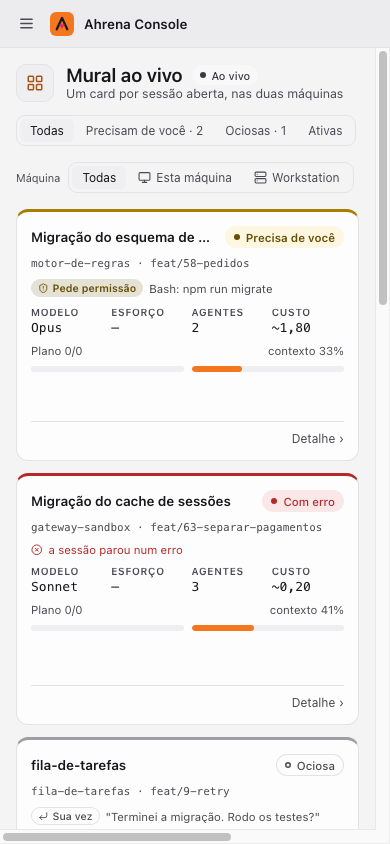 Ahrena Console
Mural ao vivo
Ao vivo
Um card por sessão aberta, nas duas máquinas
Todas
Precisam de você · 2
Ociosas · 1
Ativas
Máquina
Todas
Esta máquina
Workstation
Migração do esquema de ...
Precisa de você
motor-de-regras · feat/58-pedidos
Pede permissão
Bash: npm run migrate
MODELO ESFORÇO AGENTES CUSTO
Opus — 2 ~1,80
Plano 0/0
contexto 33%
Detalhe ›
Migração do cache de sessões
Com erro
gateway-sandbox · feat/63-separar-pagamentos
a sessão parou num erro
MODELO ESFORÇO AGENTES CUSTO
Sonnet — 3 ~0,20
Plano 0/0
contexto 41%
Detalhe ›
fila-de-tarefas
Ociosa
fila-de-tarefas · feat/9-retry
Sua vez
"Terminei a migração. Rodo os testes?"